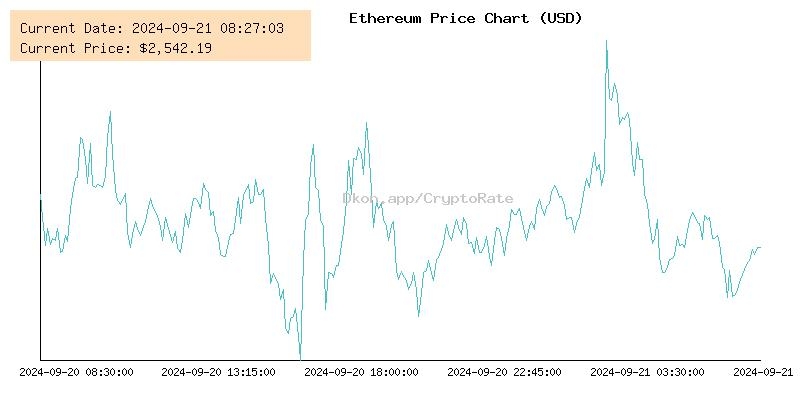 Ethereum Price Chart (USD)
Current Date: 2024-09-21 08:27:03
Current Price: $2,542.19
Dkon.app/CryptoRate
2024-09-20 08:30:00 2024-09-20 13:15:00 2024-09-20 18:00:00 2024-09-20 22:45:00 2024-09-21 03:30:00 2024-09-21